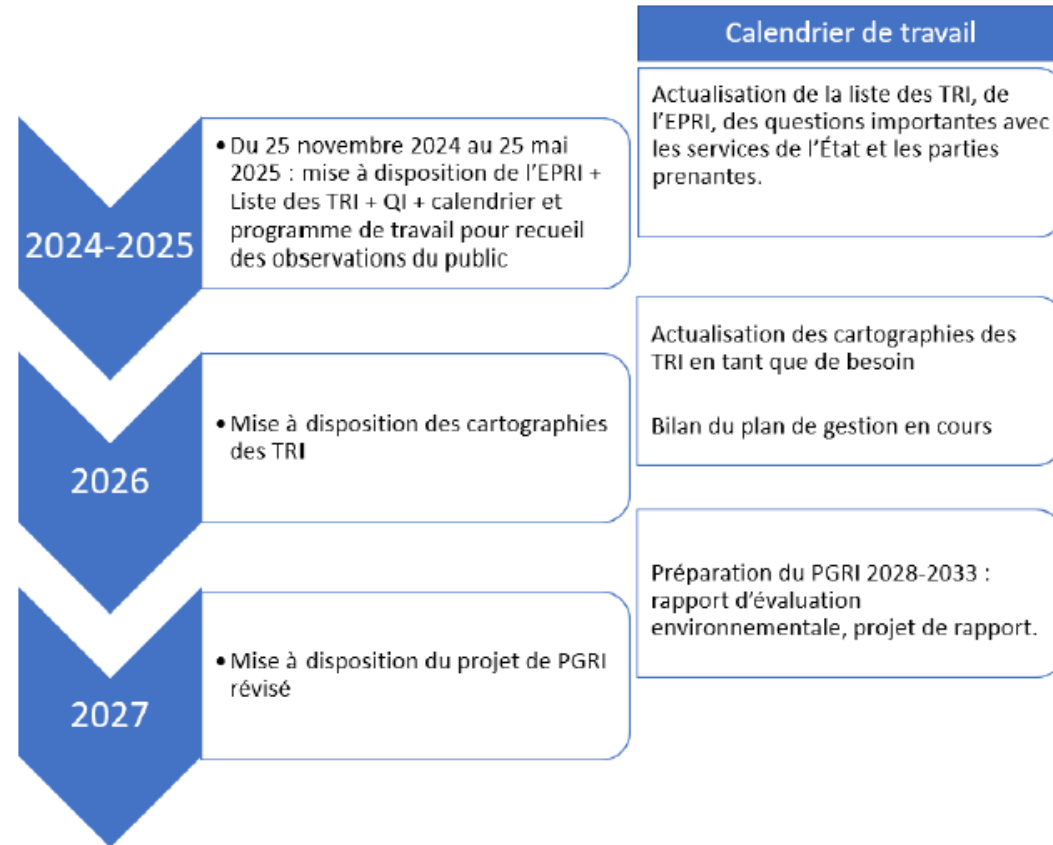 Calendrier de travail
2024-2025
• Du 25 novembre 2024 au 25 mai
2025 : mise à disposition de l'EPRI +
Liste des TRI + QI + calendrier et
programme de travail pour recueil
des observations du public
Actualisation de la liste des TRI, de
l'EPRI, des questions importantes avec
les services de l'État et les parties
prenantes.
2026
• Mise à disposition des cartographies
des TRI
Actualisation des cartographies des
TRI en tant que de besoin
Bilan du plan de gestion en cours
2027
• Mise à disposition du projet de PGRI
révisé
Préparation du PGRI 2028-2033 :
rapport d'évaluation
environnementale, projet de rapport.